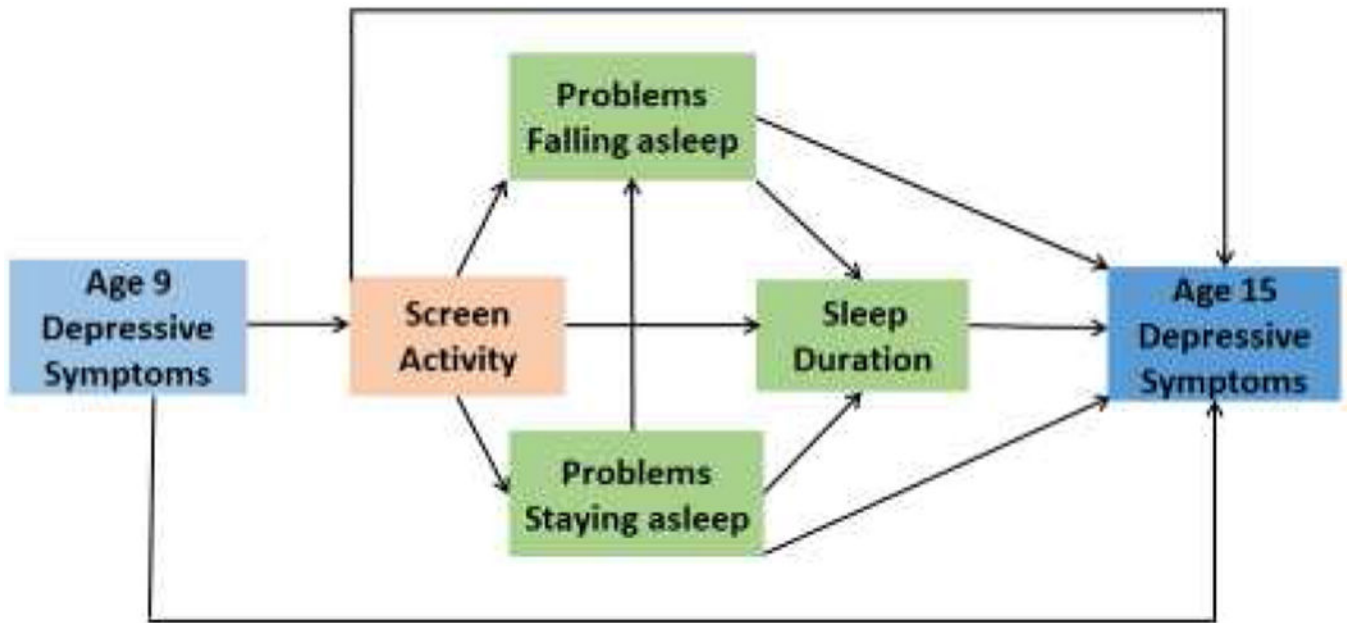 Problems
Falling asleep
Age 9
Depressive
Symptoms
Screen
Activity
Sleep
Duration
Age 15
Depressive
Symptoms
Problems
Staying asleep